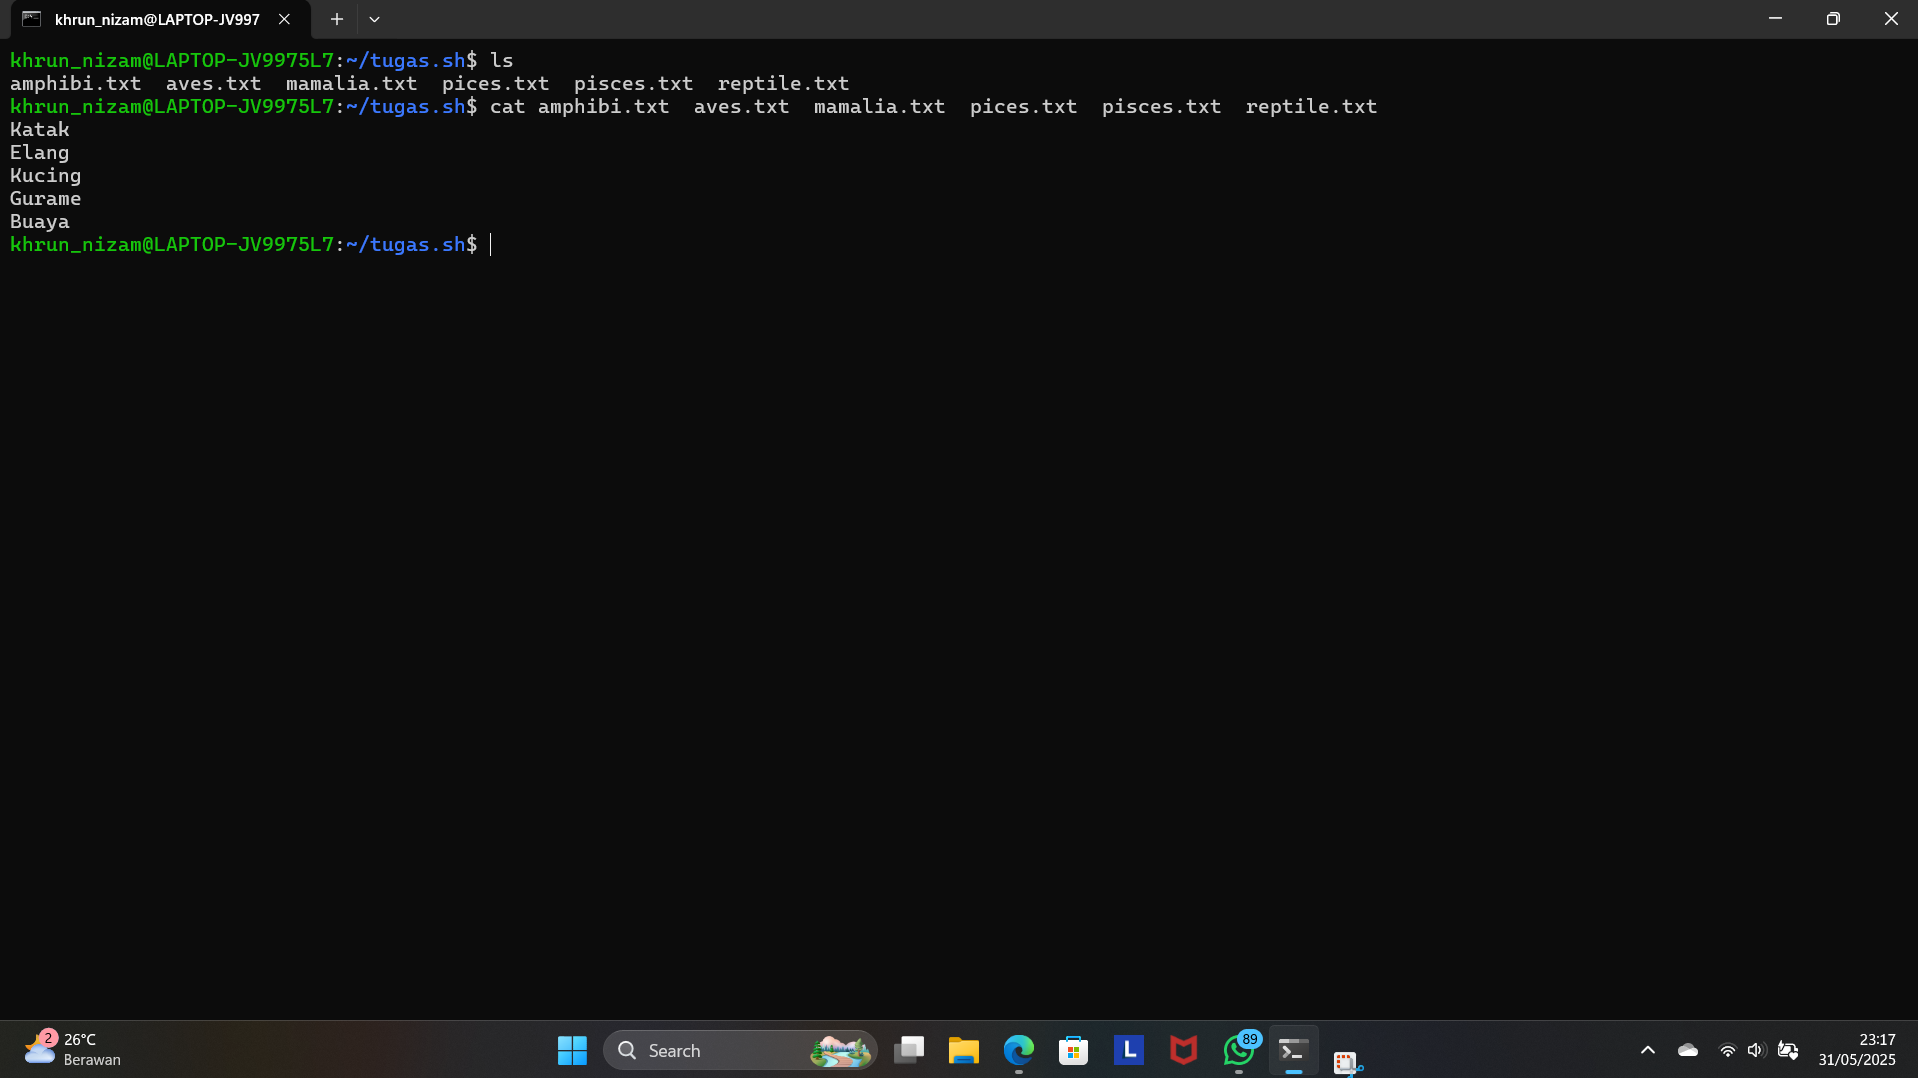 khrun_nizam@LAPTOP-JV997
khrun_nizam@LAPTOP-JV9975L7:~/tugas.sh$ ls
amphibi.txt  aves.txt  mamalia.txt  pices.txt  pisces.txt  reptile.txt
khrun_nizam@LAPTOP-JV9975L7:~/tugas.sh$ cat amphibi.txt  aves.txt  mamalia.txt  pices.txt  pisces.txt  reptile.txt
Katak
Elang
Kucing
Gurame
Buaya
khrun_nizam@LAPTOP-JV9975L7:~/tugas.sh$
2
26°C
Berawan
Search
L
89
23:17
31/05/2025